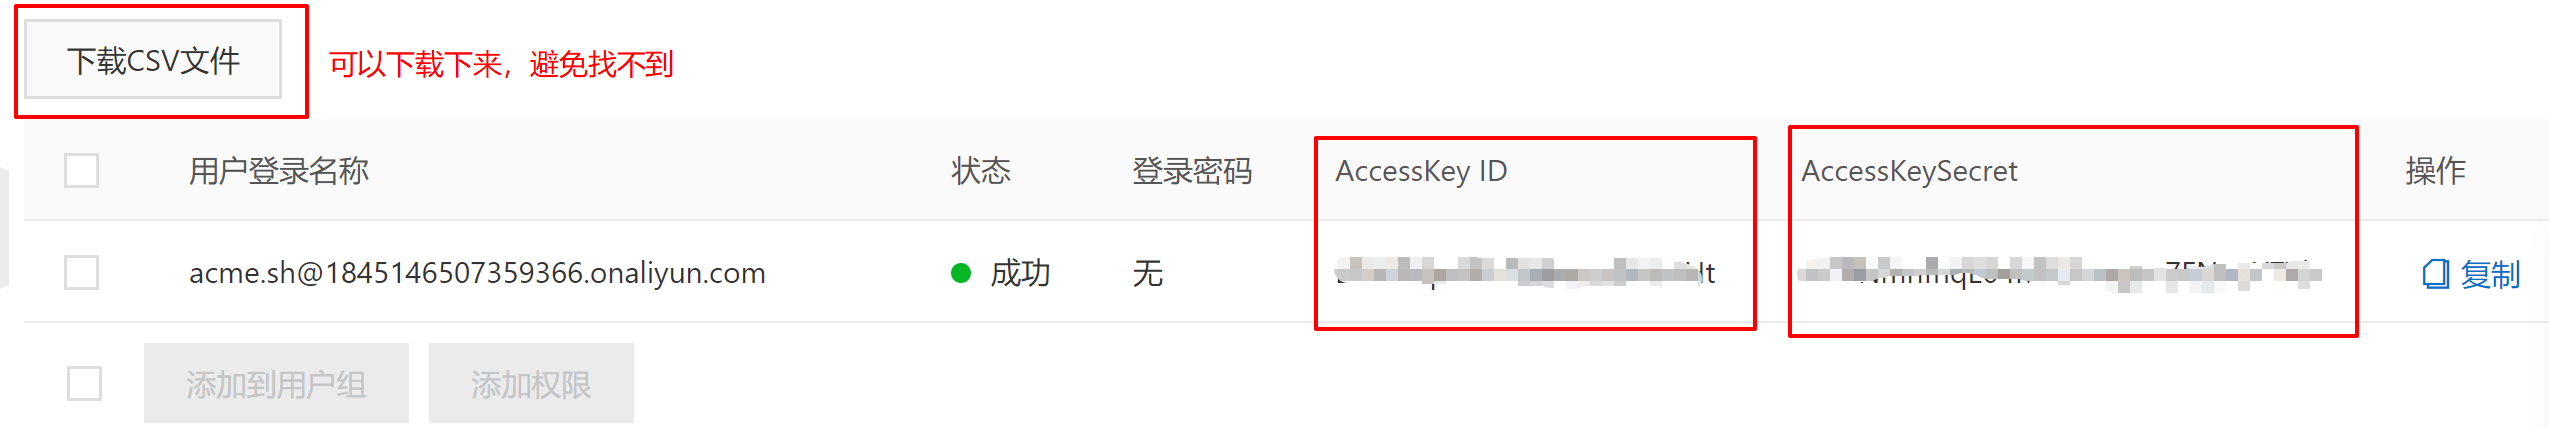 下载CSV文件
可以下载下来，避免找不到
用户登录名称 状态 登录密码 AccessKey ID AccessKeySecret 操作
acme.sh@1845146507359366.onaliyun.com 成功 无 复制
添加到用户组 添加权限